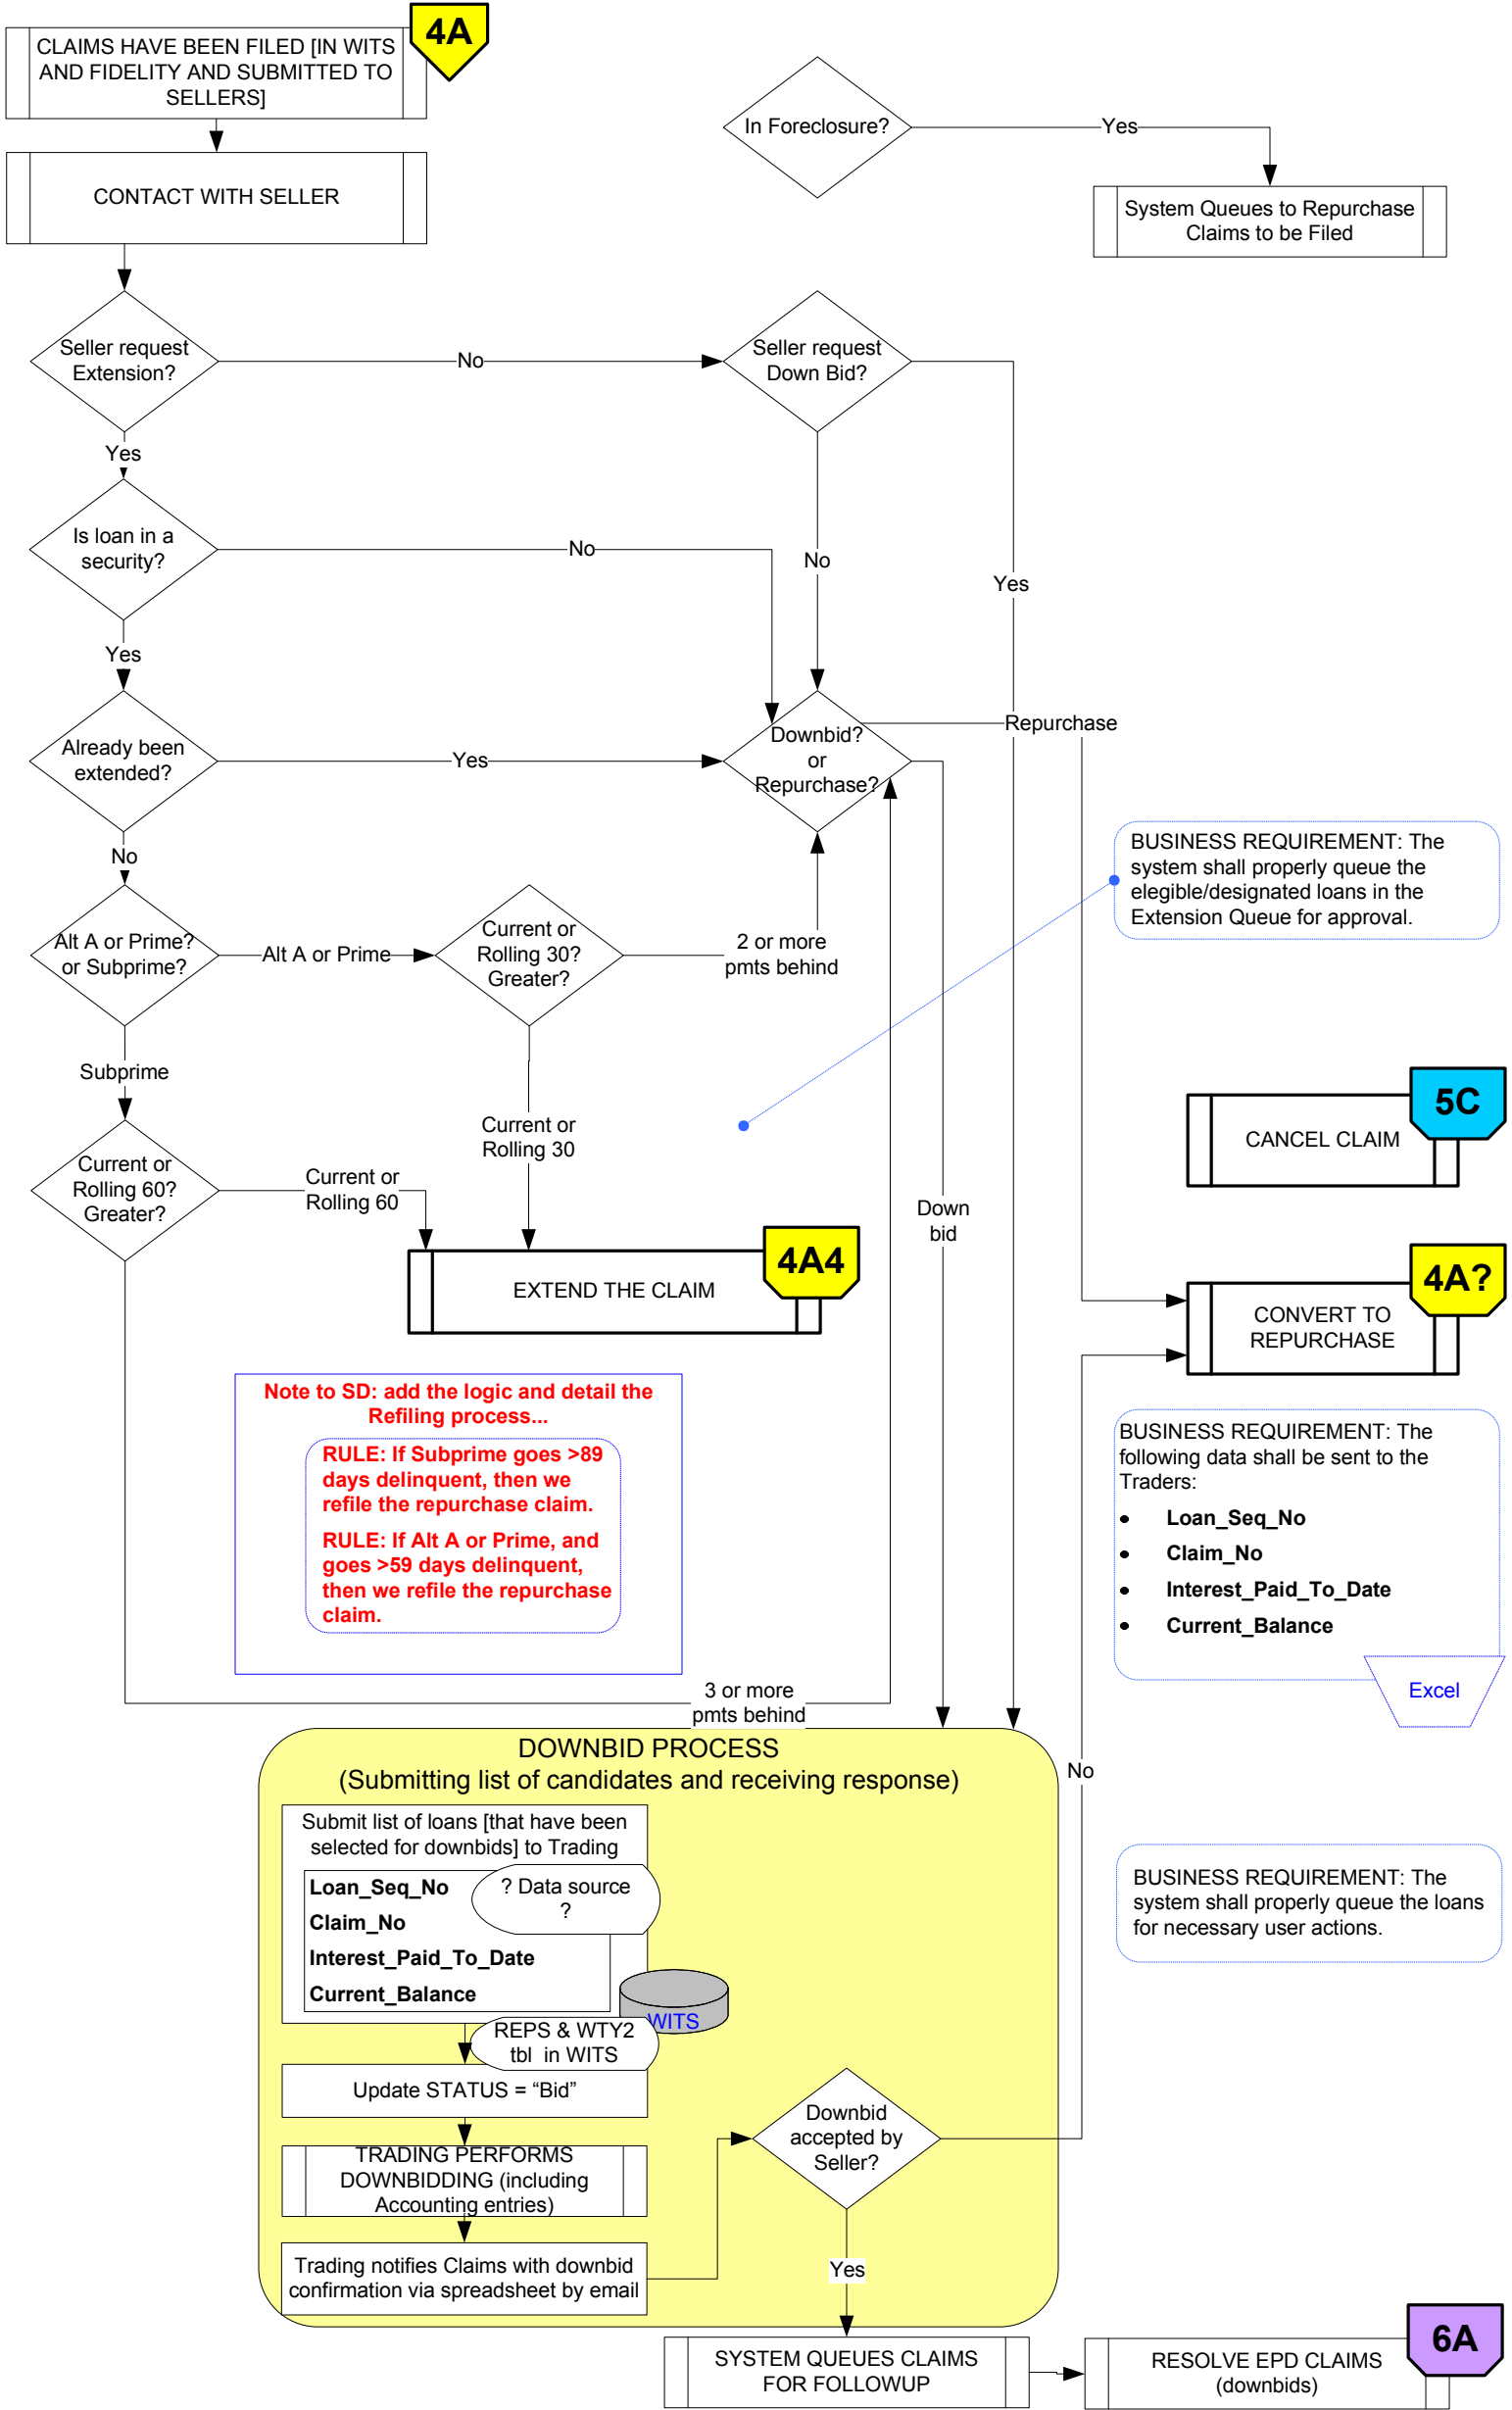 4A
CLAIMS HAVE BEEN FILED [IN WITS
AND FIDELITY AND SUBMITTED TO
SELLERS]
In Foreclosure?
Yes
CONTACT WITH SELLER
System Queues to Repurchase
Claims to be Filed
Seller request
Extension?
No
Seller request
Down Bid?
Yes
Is loan in a
security?
No
No
Yes
Yes
Repurchase
Already been
extended?
Yes
Downbid?
or
Repurchase?
No
BUSINESS REQUIREMENT: The
system shall properly queue the
elegible/designated loans in the
Extension Queue for approval.
Alt A or Prime?
or Subprime?
Alt A or Prime
Current or
Rolling 30?
Greater?
2 or more
pmts behind
Subprime
Current or
Rolling 30
5C
CANCEL CLAIM
Current or
Rolling 60?
Greater?
Current or
Rolling 60
Down
bid
4A4
EXTEND THE CLAIM
4A?
CONVERT TO
REPURCHASE
Note to SD: add the logic and detail the
Refiling process...
RULE: If Subprime goes >89
days delinquent, then we
refile the repurchase claim.
RULE: If Alt A or Prime, and
goes >59 days delinquent,
then we refile the repurchase
claim.
BUSINESS REQUIREMENT: The
following data shall be sent to the
Traders:
• Loan_Seq_No
• Claim_No
• Interest_Paid_To_Date
• Current_Balance
Excel
3 or more
pmts behind
No
DOWNBID PROCESS
(Submitting list of candidates and receiving response)
Submit list of loans [that have been
selected for downbids] to Trading
Loan_Seq_No
Claim_No
Interest_Paid_To_Date
Current_Balance
? Data source
?
WITS
REPS & WTY2
tbl in WITS
BUSINESS REQUIREMENT: The
system shall properly queue the loans
for necessary user actions.
Update STATUS = “Bid”
TRADING PERFORMS
DOWNBIDDING (including
Accounting entries)
Downbid
accepted by
Seller?
Trading notifies Claims with downbid
confirmation via spreadsheet by email
Yes
SYSTEM QUEUES CLAIMS
FOR FOLLOWUP
6A
RESOLVE EPD CLAIMS
(downbids)